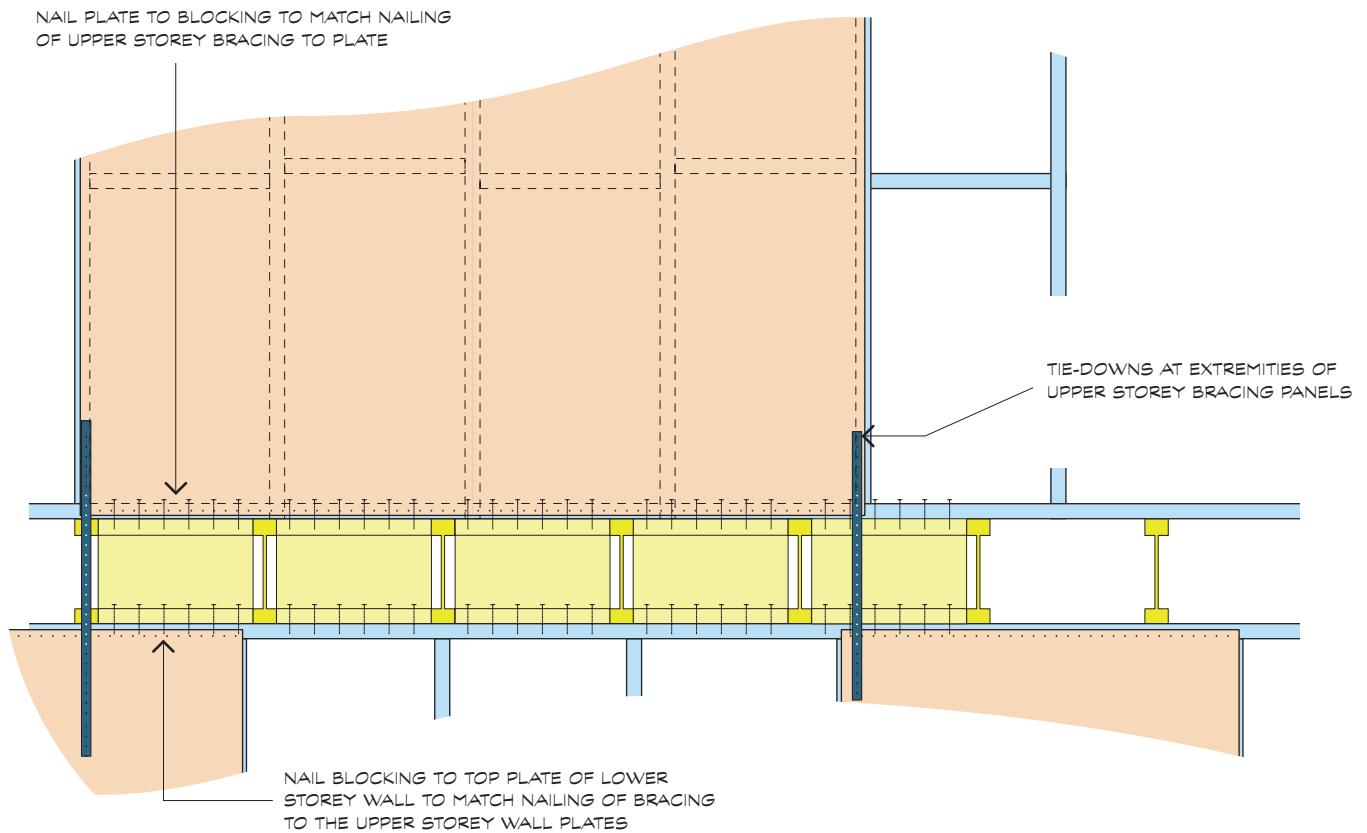 NAIL PLATE TO BLOCKING TO MATCH NAILING
OF UPPER STOREY BRACING TO PLATE
TIE-DOWNS AT EXTREMITIES OF
UPPER STOREY BRACING PANELS
NAIL BLOCKING TO TOP PLATE OF LOWER
STOREY WALL TO MATCH NAILING OF BRACING
TO THE UPPER STOREY WALL PLATES